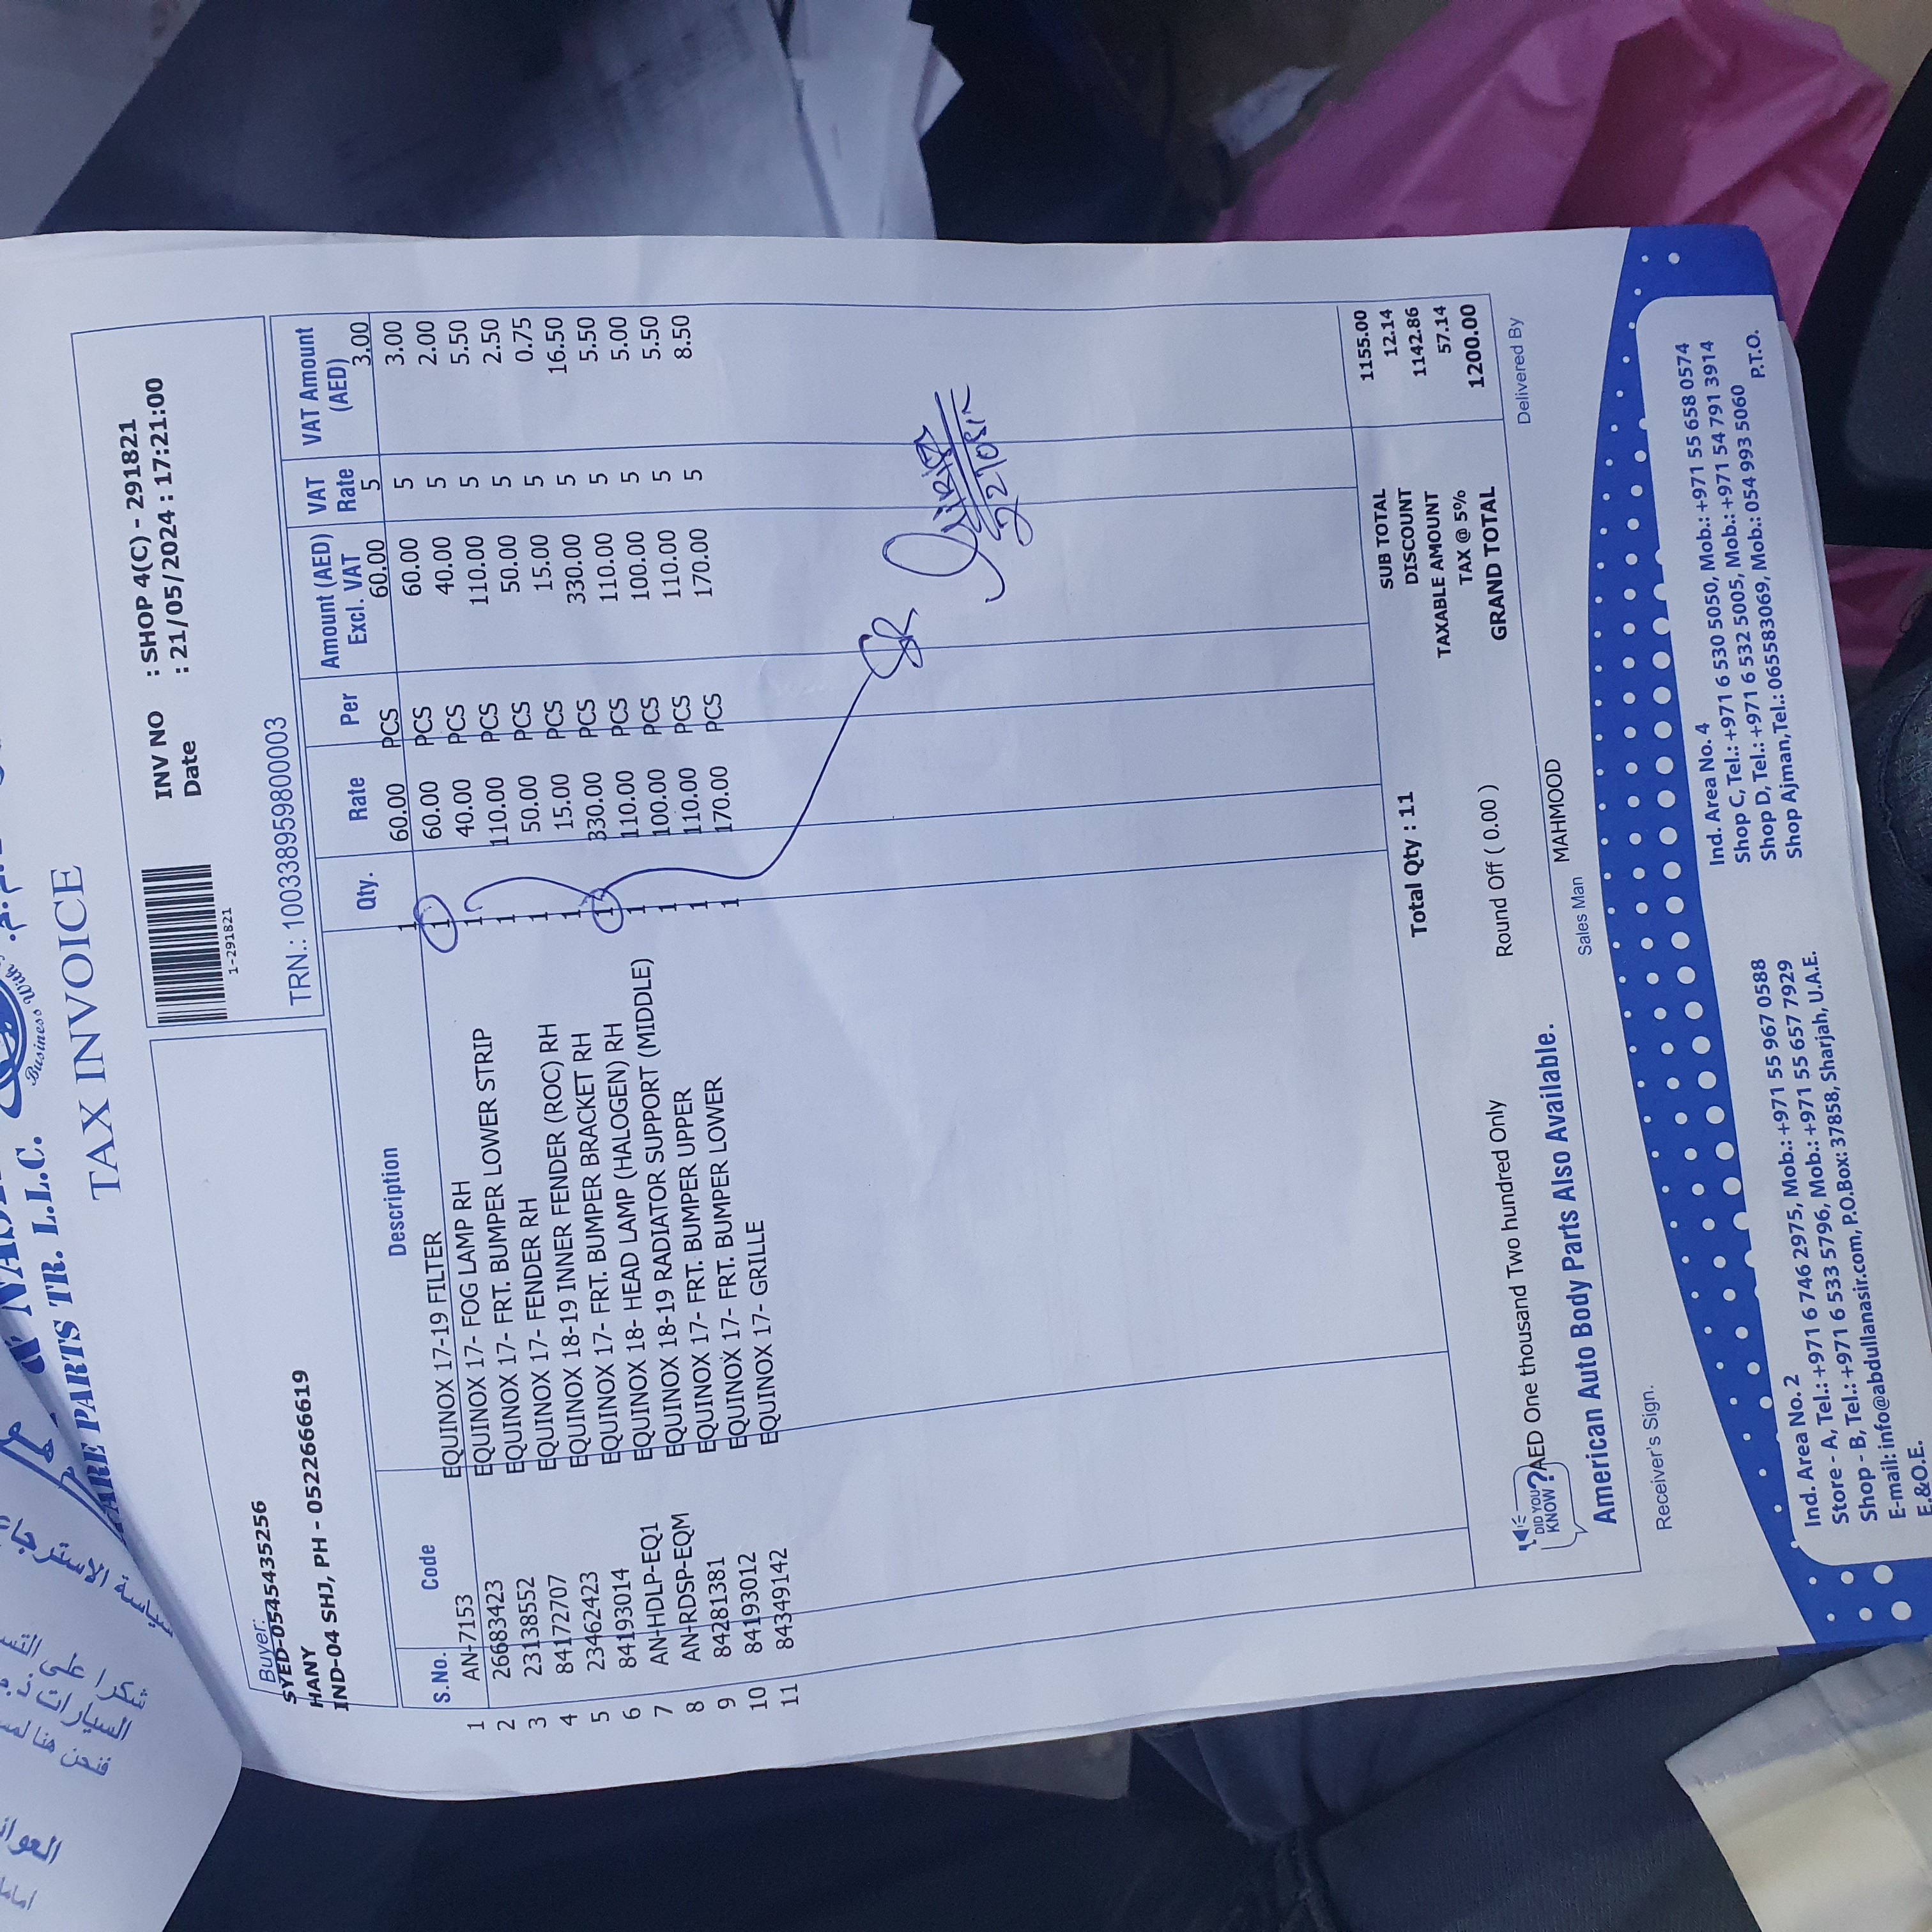 سياسة الاسترجاع
السيارات ذ.م
فنحن هنا
PARTS TR. L.L.C.
Business With
TAX INVOICE
Buyer:
SYED-0545435256
HANY
IND-04 SHJ, PH - 0522666619
1-291821
INV NO : SHOP 4(C) - 291821
Date : 21/05/2024 : 17:21:00
TRN.: 100338959800003
S.No. Code Description Qty. Rate Per Amount (AED) Excl. VAT VAT Rate VAT Amount (AED)
1 AN-7153 EQUINOX 17-19 FILTER 1 60.00 PCS 60.00 5 3.00
2 26683423 EQUINOX 17- FOG LAMP RH 1 60.00 PCS 60.00 5 3.00
3 23138552 EQUINOX 17- FRT. BUMPER LOWER STRIP 1 40.00 PCS 40.00 5 2.00
4 84172707 EQUINOX 17- FENDER RH 1 110.00 PCS 110.00 5 5.50
5 23462423 EQUINOX 18-19 INNER FENDER (ROC) RH 1 50.00 PCS 50.00 5 2.50
6 84193014 EQUINOX 17- FRT. BUMPER BRACKET RH 1 15.00 PCS 15.00 5 0.75
7 AN-HDLP-EQ1 EQUINOX 18- HEAD LAMP (HALOGEN) RH 1 330.00 PCS 330.00 5 16.50
8 AN-RDSP-EQM EQUINOX 18-19 RADIATOR SUPPORT (MIDDLE) 1 110.00 PCS 110.00 5 5.50
9 84281381 EQUINOX 17- FRT. BUMPER UPPER 1 100.00 PCS 100.00 5 5.00
10 84193012 EQUINOX 17- FRT. BUMPER LOWER 1 110.00 PCS 110.00 5 5.50
11 84349142 EQUINOX 17- GRILLE 1 170.00 PCS 170.00 5 8.50
SR
Total Qty : 11
SUB TOTAL 1155.00
DISCOUNT 12.14
TAXABLE AMOUNT 1142.86
TAX @ 5% 57.14
Round Off ( 0.00 ) GRAND TOTAL 1200.00
DID YOU KNOW ?
AED One thousand Two hundred Only
American Auto Body Parts Also Available.
Receiver's Sign. Sales Man MAHMOOD Delivered By
Ind. Area No. 2
Store - A, Tel.: +971 6 746 2975, Mob.: +971 55 967 0588
Shop - B, Tel.: +971 6 533 5796, Mob.: +971 55 657 7929
E-mail: info@abdullanasir.com, P.O.Box: 37858, Sharjah, U.A.E.
E.&O.E.
Ind. Area No. 4
Shop C, Tel.: +971 6 530 5050, Mob.: +971 55 658 0574
Shop D, Tel.: +971 6 532 5005, Mob.: +971 54 791 3914
Shop Ajman, Tel.: 065583069, Mob.: 054 993 5060
P.T.O.